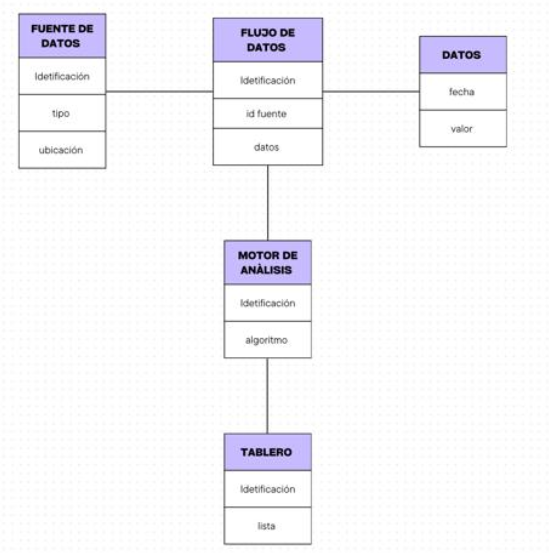 FUENTE DE
DATOS
Idetificación
tipo
ubicación
FLUJO DE
DATOS
Idetificación
id fuente
datos
DATOS
fecha
valor
MOTOR DE
ANÀLISIS
Idetificación
algoritmo
TABLERO
Idetificación
lista